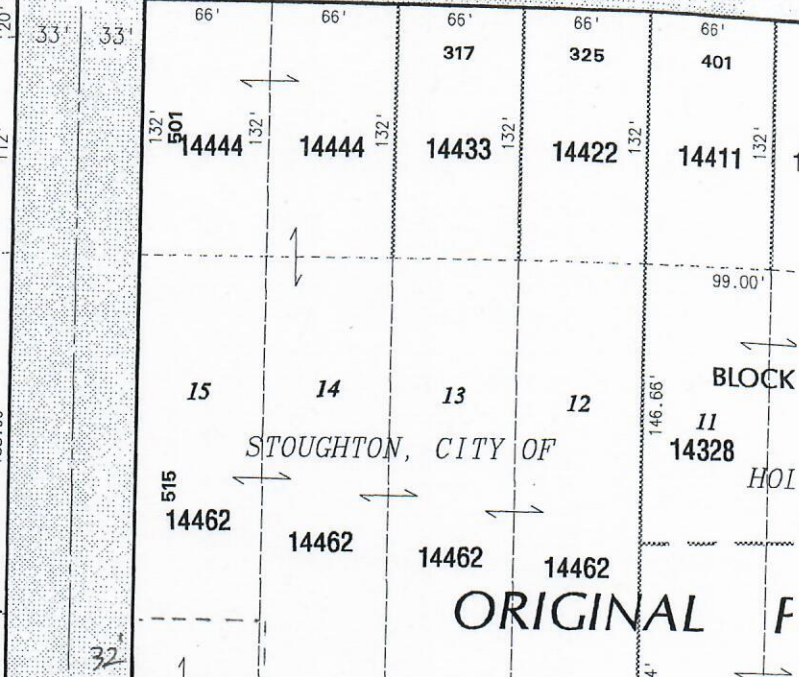 66' 66' 66' 66' 66'
33' 33'
317 325 401
132' 501 132' 132' 132' 132' 132'
14444 14444 14433 14422 14411
99.00'
BLOCK
15 14 13 12 11
146.66'
14328
STOUGHTON, CITY OF
HOL
515
14462 14462 14462 14462
ORIGINAL P
32'